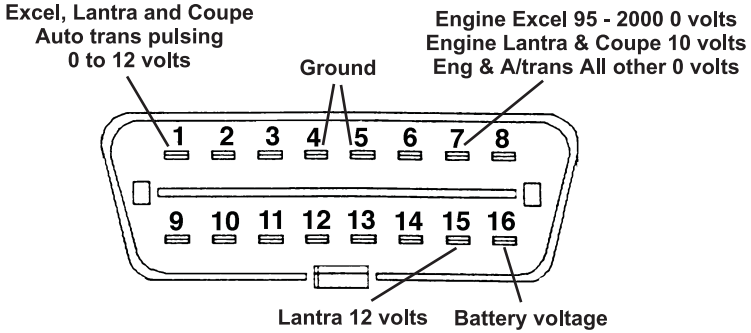 Excel, Lantra and Coupe
Auto trans pulsing
0 to 12 volts
Ground
Engine Excel 95 - 2000 0 volts
Engine Lantra & Coupe 10 volts
Eng & A/trans All other 0 volts
1 2 3 4 5 6 7 8
9 10 11 12 13 14 15 16
Lantra 12 volts
Battery voltage